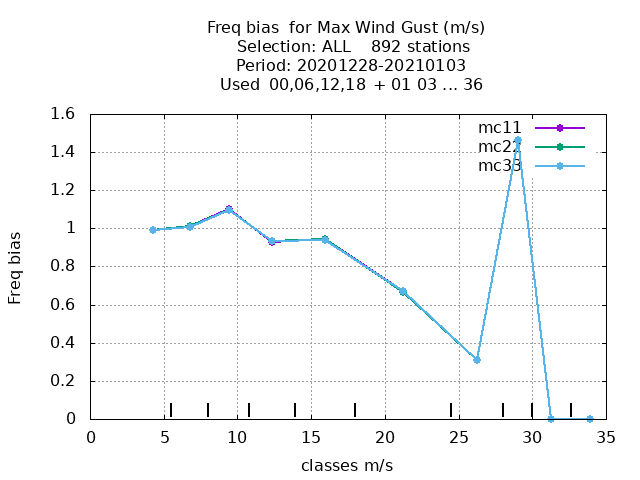 Freq bias  for Max Wind Gust (m/s)
Selection: ALL    892 stations
Period: 20201228-20210103
Used  00,06,12,18  + 01 03 ... 36
mc11
mc22
mc33
Freq bias
1.6
1.4
1.2
1
0.8
0.6
0.4
0.2
0
0 5 10 15 20 25 30 35
classes m/s